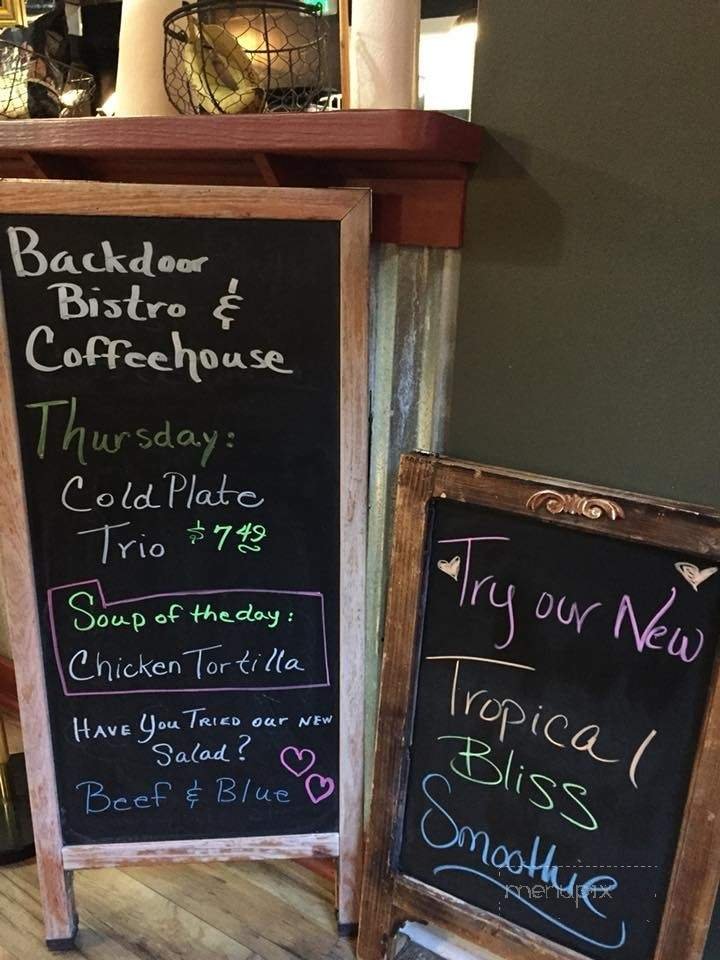 Backdoor
Bistro &
Coffeehouse
Thursday:
Cold Plate
Trio $7.49
Soup of the day:
Chicken Tortilla
HAVE YOU TRIED OUR NEW
Salad?
Beef & Blue
Try our New
Tropical
Bliss
Smoothie
menupix